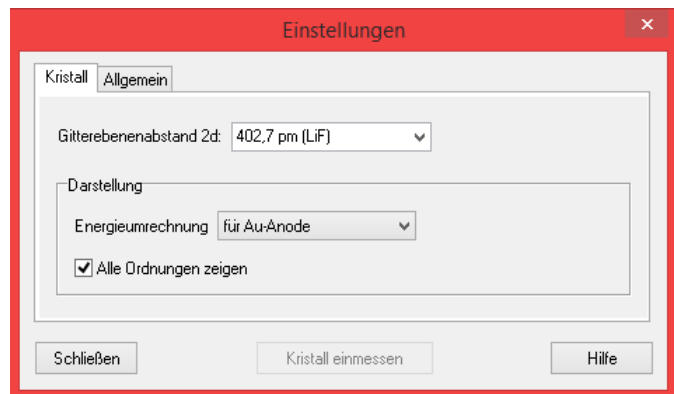 Einstellungen
Kristall Allgemein
Gitterebenenabstand 2d: 402,7 pm (LiF)
Darstellung
Energieumrechnung für Au-Anode
Alle Ordnungen zeigen
Schließen Kristall einmessen Hilfe